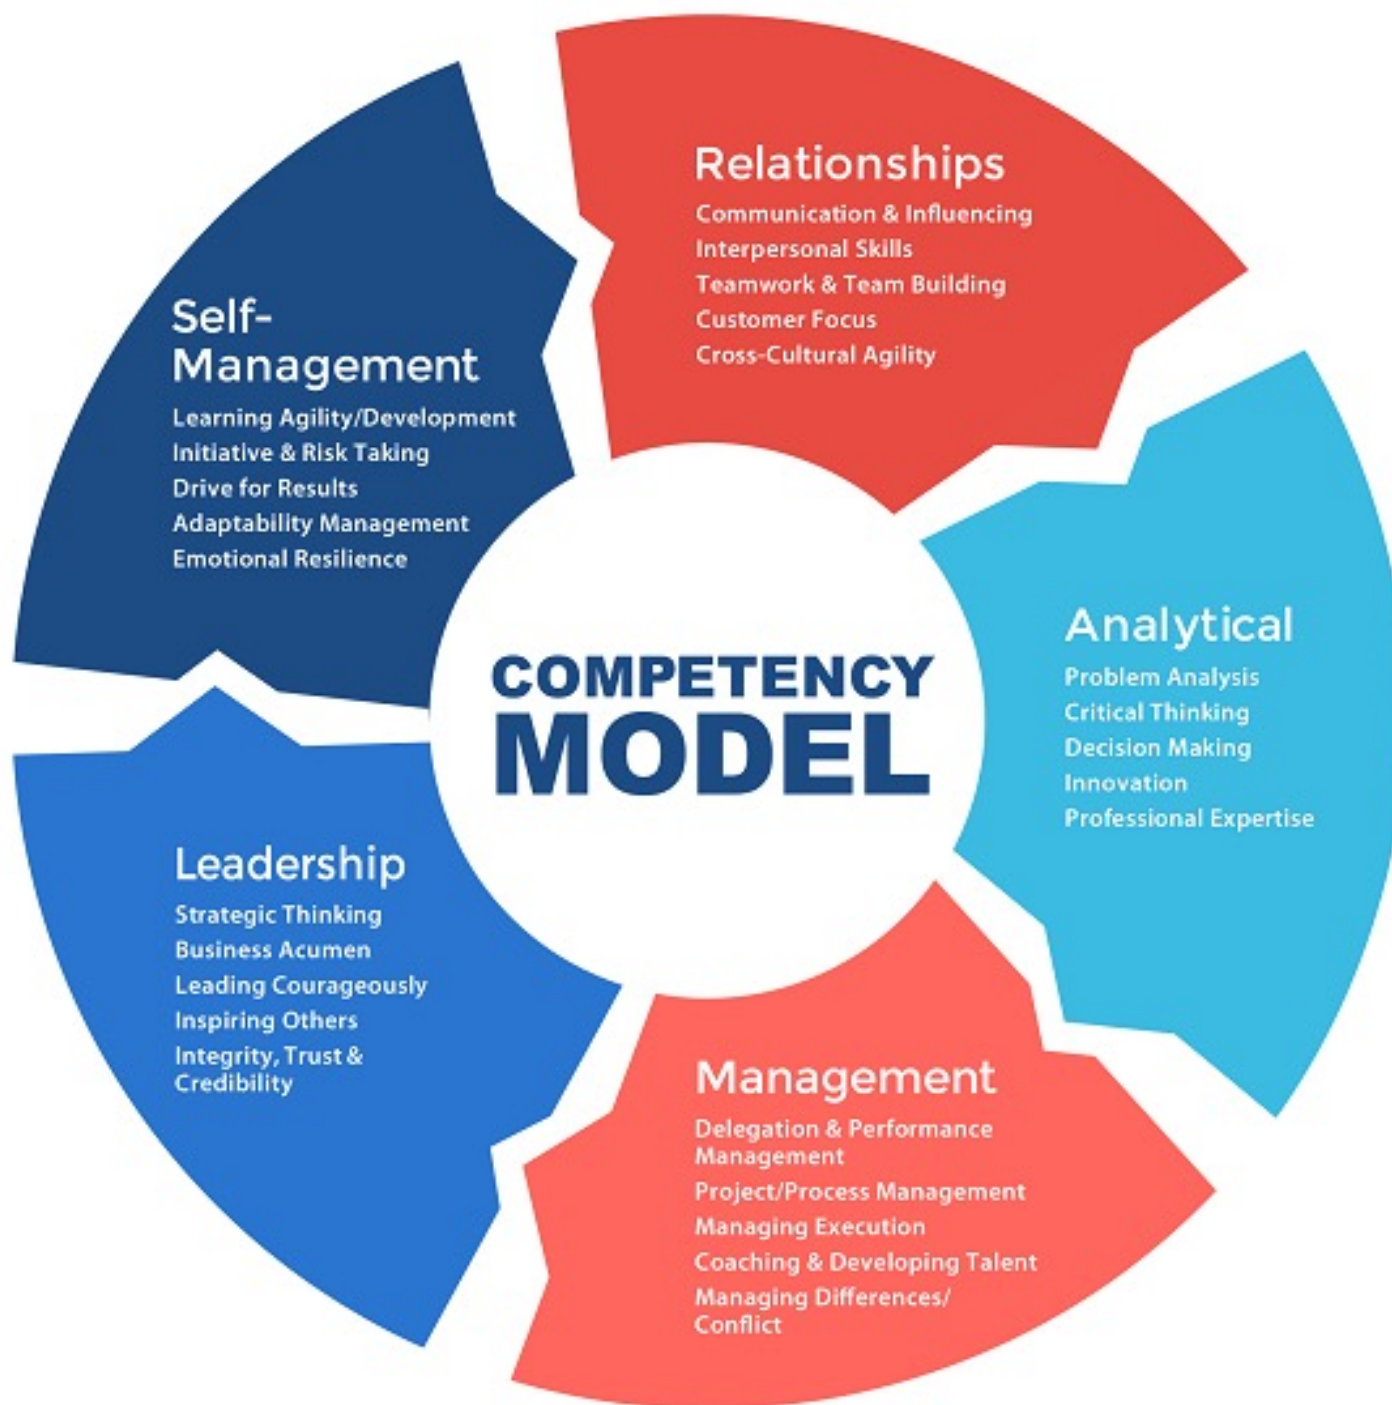 Relationships
Communication & Influencing
Interpersonal Skills
Teamwork & Team Building
Customer Focus
Cross-Cultural Agility
Analytical
Problem Analysis
Critical Thinking
Decision Making
Innovation
Professional Expertise
Management
Delegation & Performance
Management
Project/Process Management
Managing Execution
Coaching & Developing Talent
Managing Differences/
Conflict
Leadership
Strategic Thinking
Business Acumen
Leading Courageously
Inspiring Others
Integrity, Trust &
Credibility
Self-
Management
Learning Agility/Development
Initiative & Risk Taking
Drive for Results
Adaptability Management
Emotional Resilience
COMPETENCY
MODEL